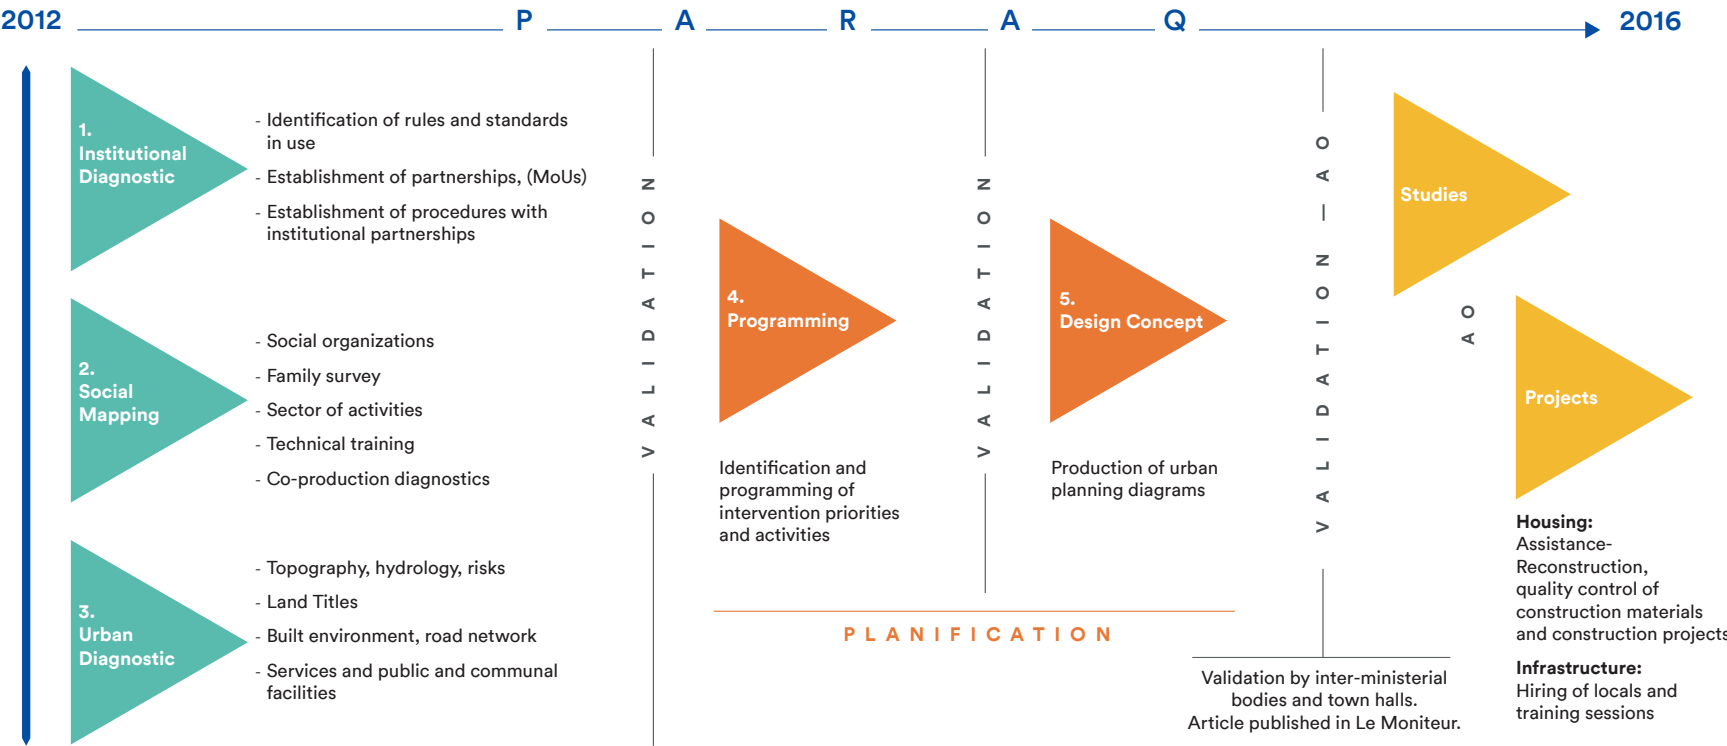 2012 P A R A Q 2016
1.
Institutional
Diagnostic
- Identification of rules and standards
in use
- Establishment of partnerships, (MoUs)
- Establishment of procedures with
institutional partnerships
2.
Social
Mapping
- Social organizations
- Family survey
- Sector of activities
- Technical training
- Co-production diagnostics
3.
Urban
Diagnostic
- Topography, hydrology, risks
- Land Titles
- Built environment, road network
- Services and public and communal
facilities
VALIDATION
4.
Programming
Identification and
programming of
intervention priorities
and activities
VALIDATION
5.
Design Concept
Production of urban
planning diagrams
PLANIFICATION
VALIDATION — AO
Validation by inter-ministerial
bodies and town halls.
Article published in Le Moniteur.
Studies
AO
Projects
Housing:
Assistance-
Reconstruction,
quality control of
construction materials
and construction projects
Infrastructure:
Hiring of locals and
training sessions